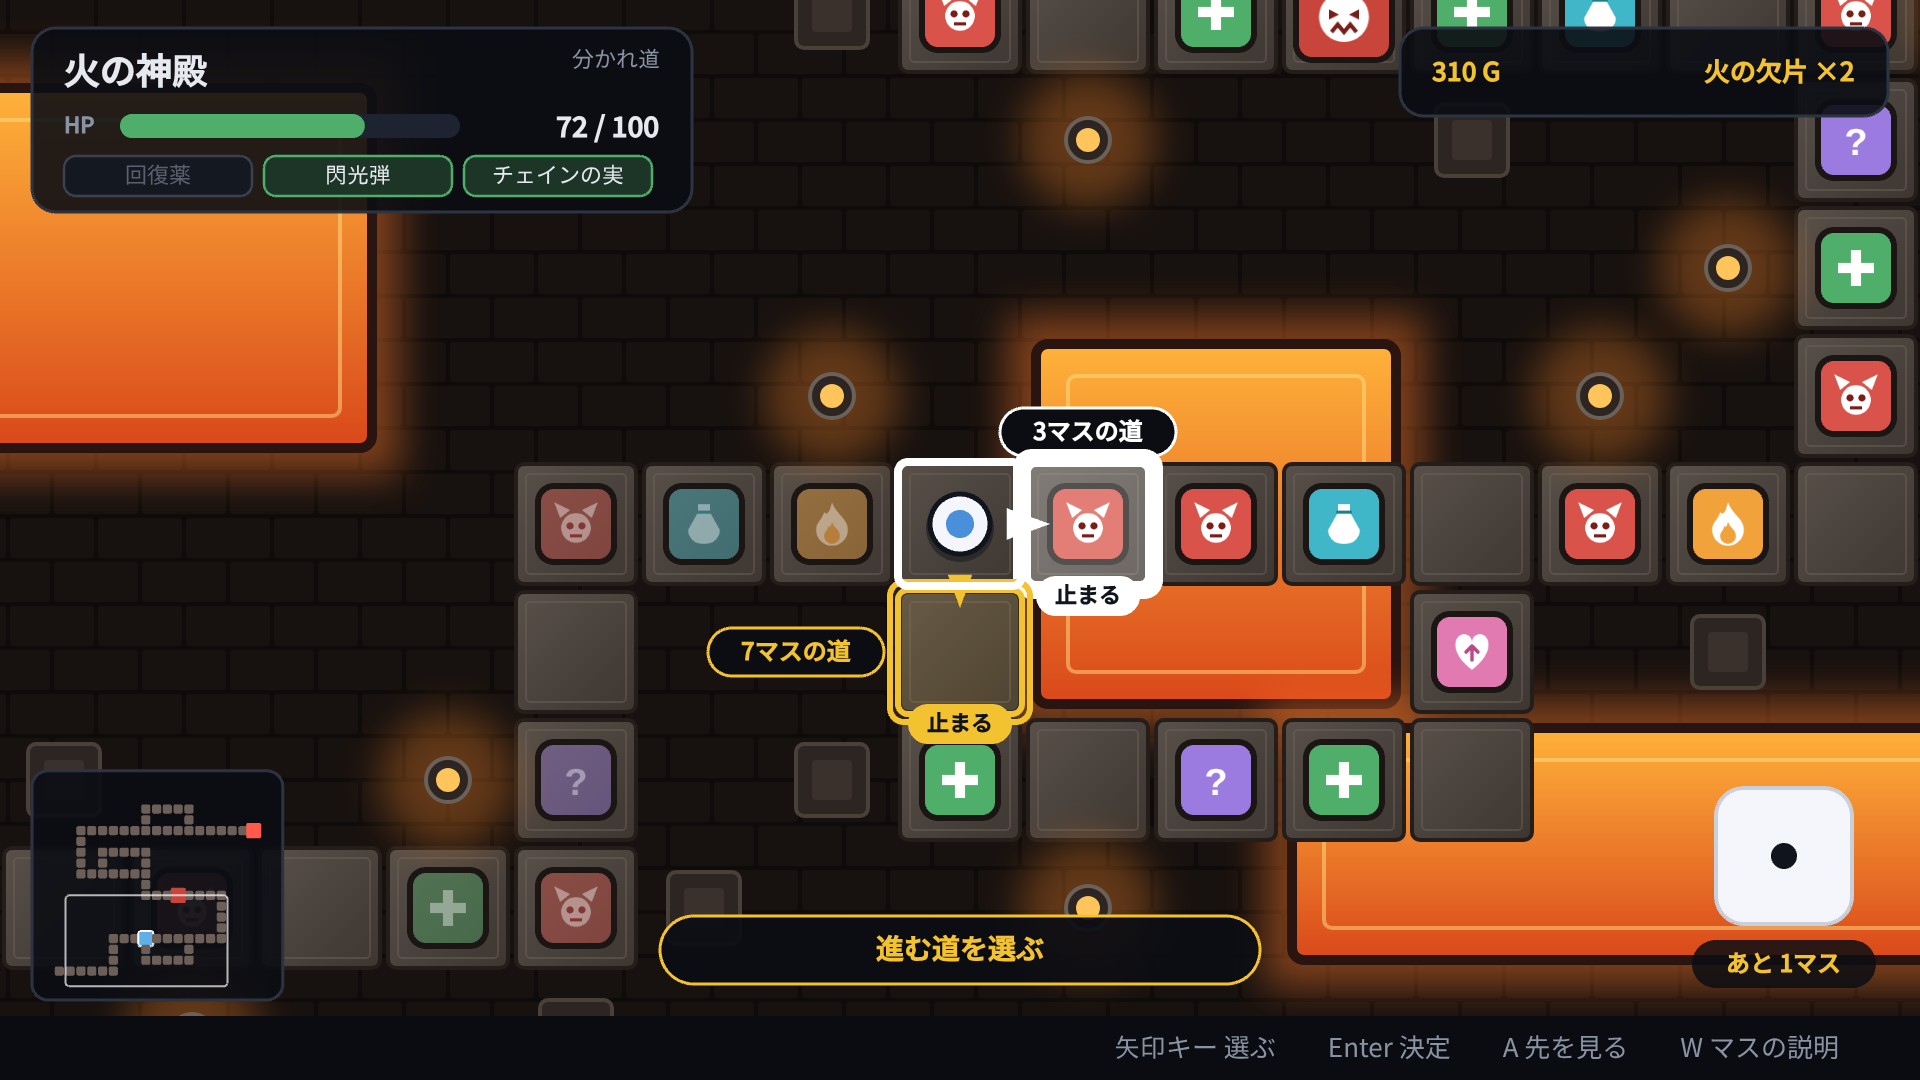 火の神殿
分かれ道
HP
72 / 100
回復薬
閃光弾
チェインの実
310 G
火の欠片 ×2
?
3マスの道
止まる
7マスの道
止まる
?
?
進む道を選ぶ
あと 1マス
矢印キー 選ぶ
Enter 決定
A 先を見る
W マスの説明